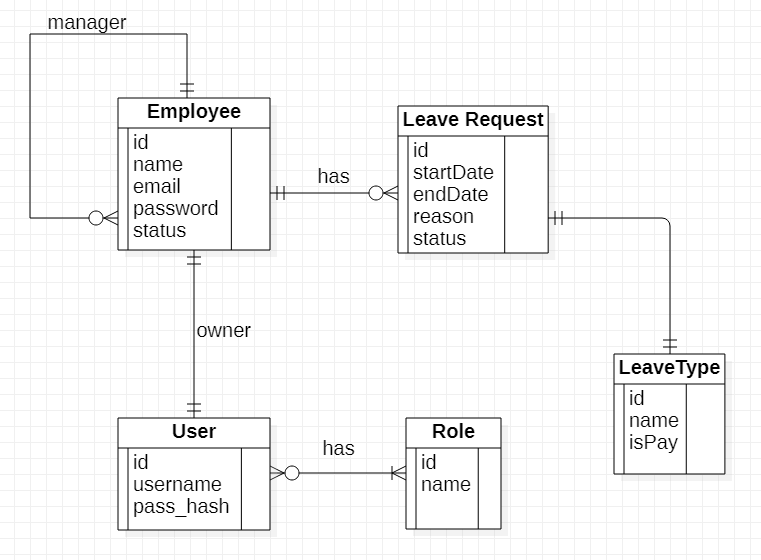 manager
Employee
id
name
email
password
status
has
Leave Request
id
startDate
endDate
reason
status
owner
LeaveType
id
name
isPay
User
id
username
pass_hash
has
Role
id
name